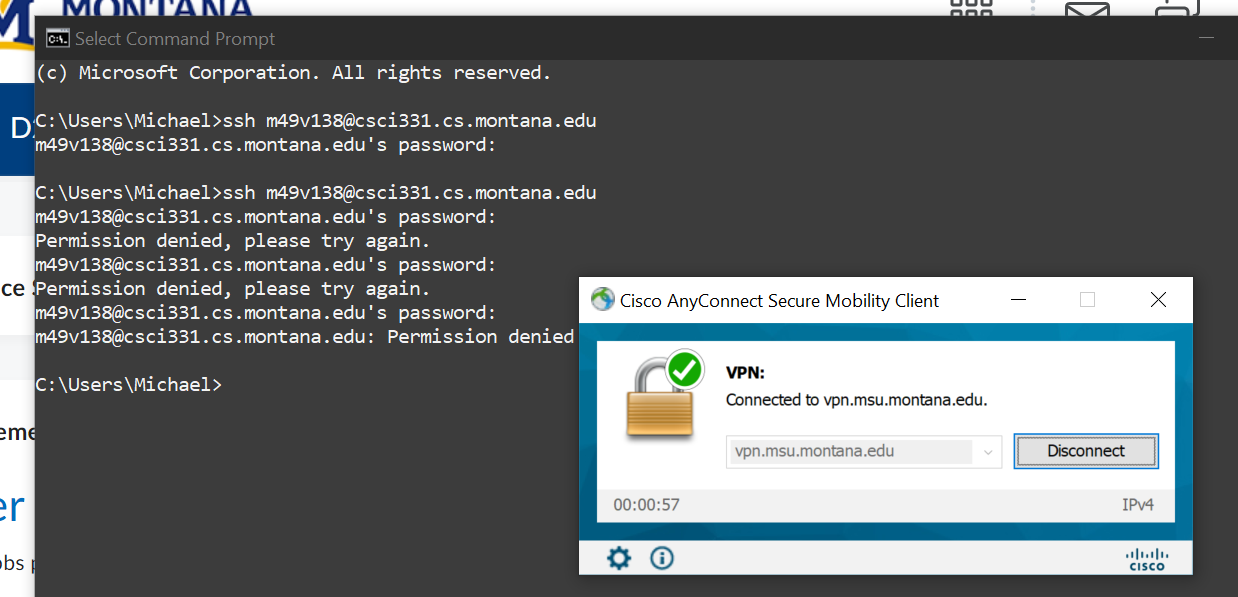 MONTANA
Select Command Prompt
(c) Microsoft Corporation. All rights reserved.
C:\Users\Michael>ssh m49v138@csci331.cs.montana.edu
m49v138@csci331.cs.montana.edu's password:
C:\Users\Michael>ssh m49v138@csci331.cs.montana.edu
m49v138@csci331.cs.montana.edu's password:
Permission denied, please try again.
m49v138@csci331.cs.montana.edu's password:
Permission denied, please try again.
m49v138@csci331.cs.montana.edu's password:
m49v138@csci331.cs.montana.edu: Permission denied
C:\Users\Michael>
Cisco AnyConnect Secure Mobility Client
VPN:
Connected to vpn.msu.montana.edu.
vpn.msu.montana.edu
Disconnect
00:00:57
IPv4
CISCO